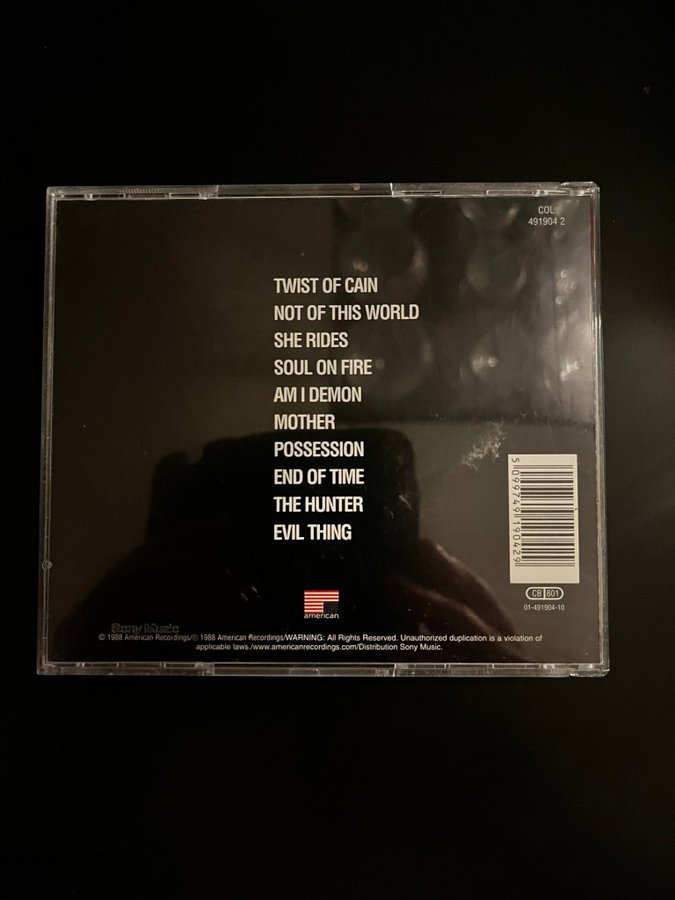 COL
491904 2
TWIST OF CAIN
NOT OF THIS WORLD
SHE RIDES
SOUL ON FIRE
AM I DEMON
MOTHER
POSSESSION
END OF TIME
THE HUNTER
EVIL THING
5 099749 190429
CB 801
01-491904-10
american.
Sony Music
© 1988 American Recordings/℗ 1988 American Recordings/WARNING: All Rights Reserved. Unauthorized duplication is a violation of
applicable laws./www.americanrecordings.com/Distribution Sony Music.